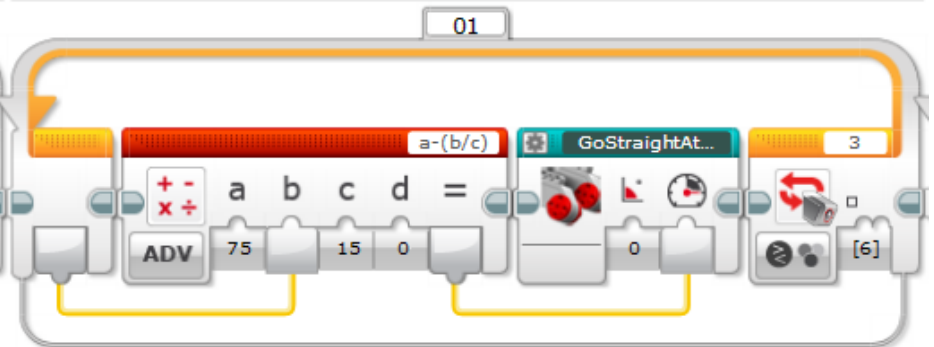 01
a-(b/c)
GoStraightAt...
3
+ - × ÷
a b c d =
ADV
75 15 0
0
[6]